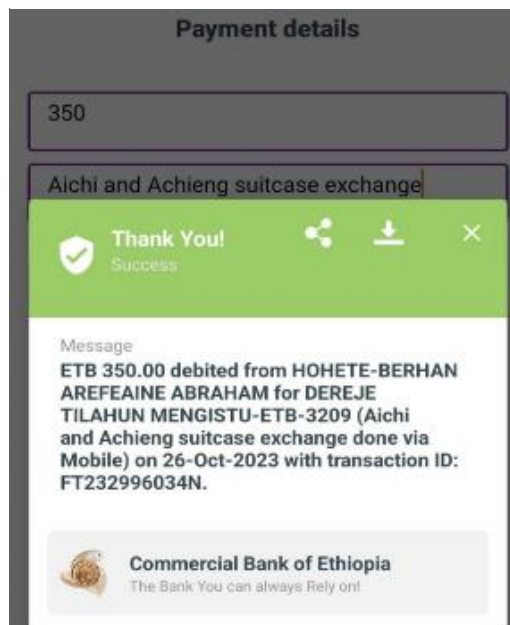 Payment details
350
Aichi and Achieng suitcase exchange
Thank You!
Success
Message
ETB 350.00 debited from HOHETE-BERHAN
AREFEAINE ABRAHAM for DEREJE
TILAHUN MENGISTU-ETB-3209 (Aichi
and Achieng suitcase exchange done via
Mobile) on 26-Oct-2023 with transaction ID:
FT232996034N.
Commercial Bank of Ethiopia
The Bank You can always Rely on!